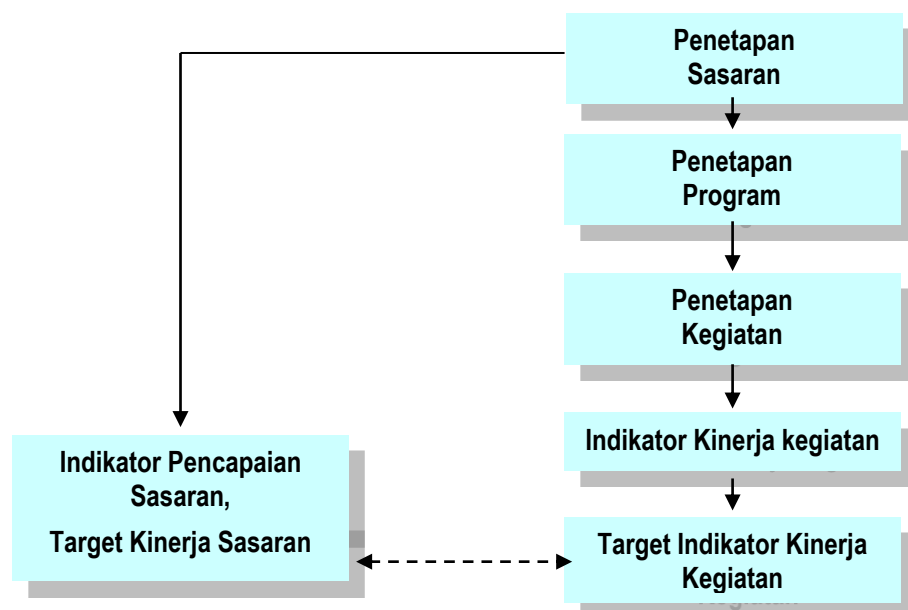 Penetapan
Sasaran
Penetapan
Program
Penetapan
Kegiatan
Indikator Kinerja kegiatan
Indikator Pencapaian
Sasaran,
Target Kinerja Sasaran
Target Indikator Kinerja
Kegiatan